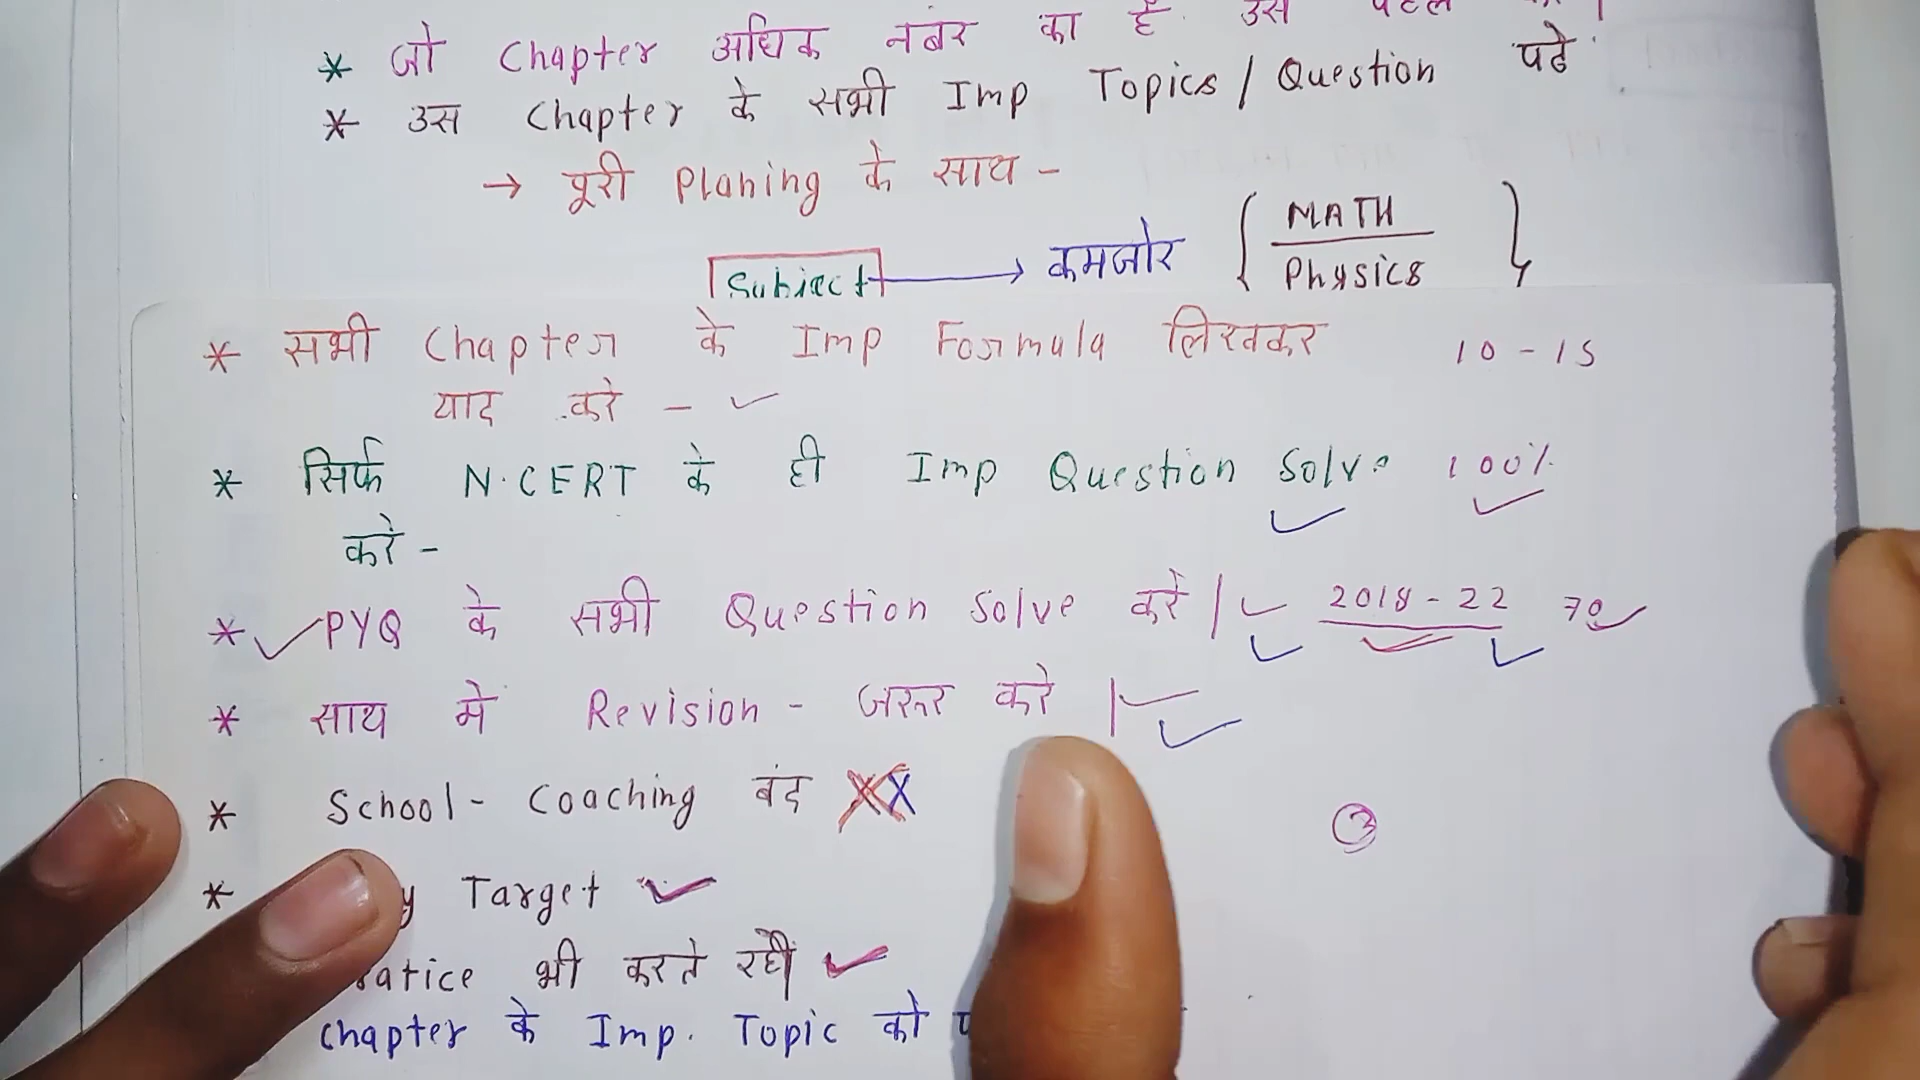 * जो Chapter अधिक नंबर का है उसे
* उस Chapter के सभी Imp Topics / Question पढे
→ पूरी Planing के साथ -
Subject → कमजोर { MATH
Physics }
* सभी Chapter के Imp Formula लिखकर 10 - 15
याद करे -
* सिर्फ N.CERT के ही Imp Question Solve 100%
करे -
* PYQ के सभी Question Solve करे | 2018 - 22 70
* साथ मे Revision - जरुर करे |
* School - Coaching बंद XX
3
* Target
भी करते रहे
Chapter के Imp. Topic को